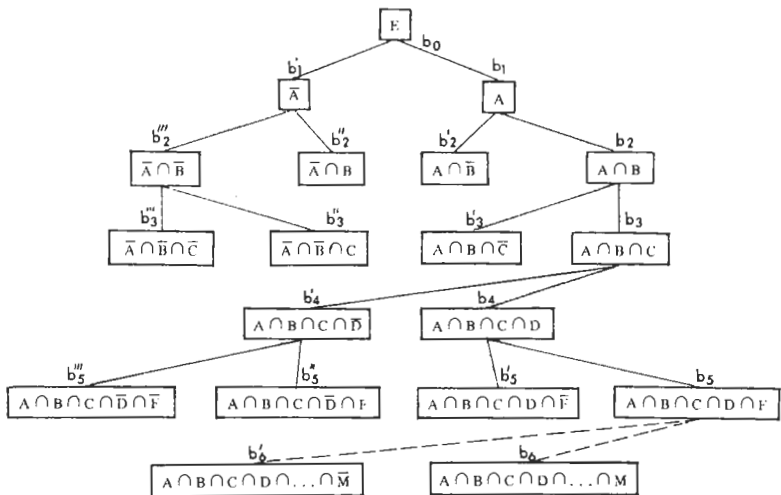 E
b₀
b'₁ b₁
Ā A
b'''₂ b''₂ b'₂ b₂
Ā∩B̄ Ā∩B A∩B̄ A∩B
b'''₃ b''₃ b'₃ b₃
Ā∩B̄∩C̄ Ā∩B̄∩C A∩B∩C̄ A∩B∩C
b'₄ b₄
A∩B∩C∩D̄ A∩B∩C∩D
b'''₅ b''₅ b'₅ b₅
A∩B∩C∩D̄∩F̄ A∩B∩C∩D̄∩F A∩B∩C∩D∩F̄ A∩B∩C∩D∩F
b'₆ b₆
A∩B∩C∩D∩...∩M̄ A∩B∩C∩D∩...∩M